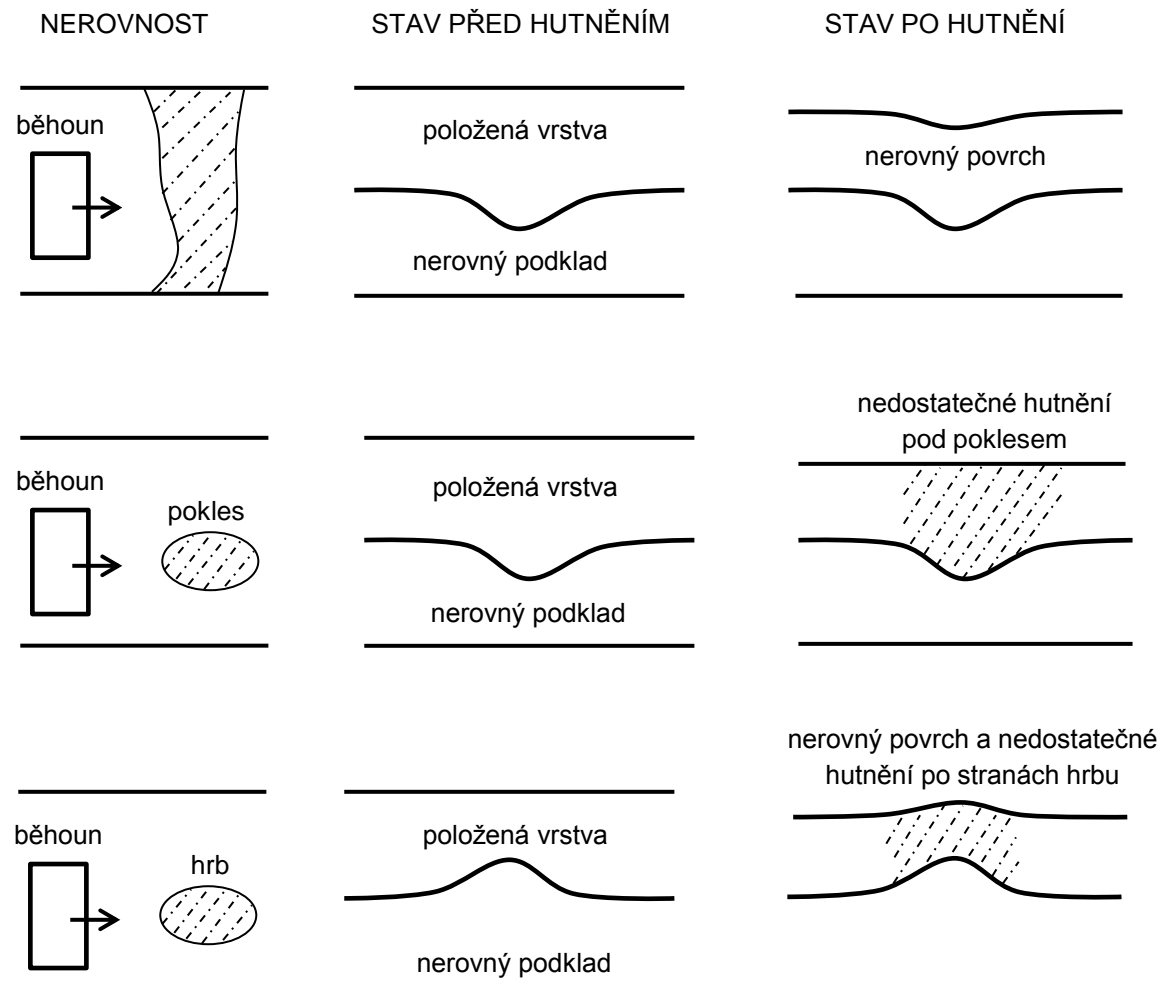 NEROVNOST
STAV PŘED HUTNĚNÍM
STAV PO HUTNĚNÍ
běhoun
položená vrstva
nerovný podklad
nerovný povrch
běhoun
pokles
položená vrstva
nerovný podklad
nedostatečné hutnění
pod poklesem
běhoun
hrb
položená vrstva
nerovný podklad
nerovný povrch a nedostatečné
hutnění po stranách hrbu